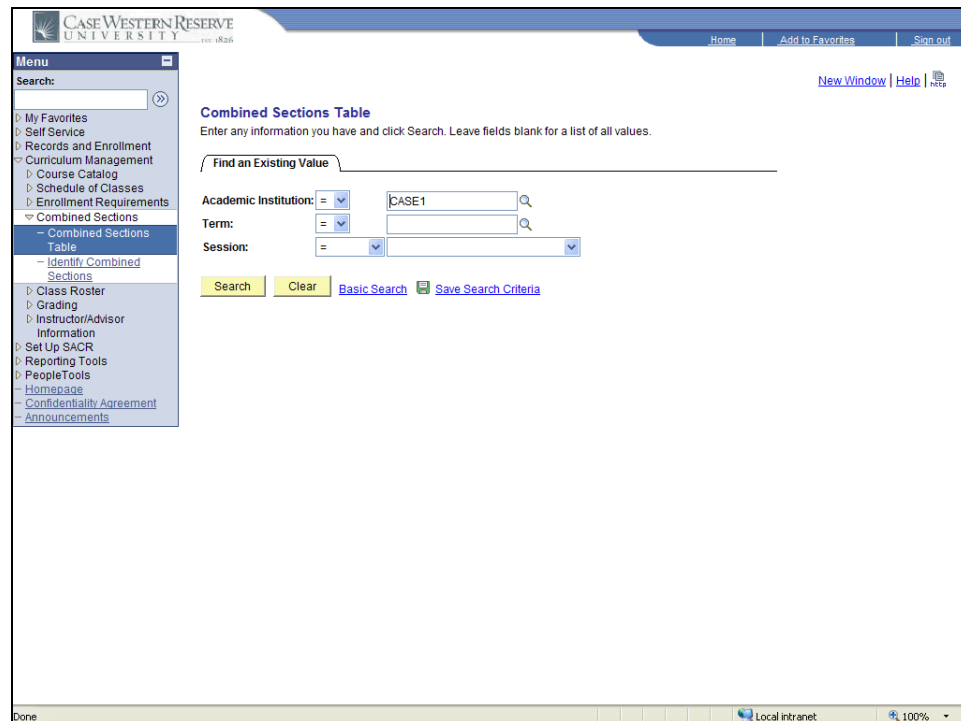 CASE WESTERN RESERVE
UNIVERSITY EST. 1826
Home Add to Favorites Sign out
Menu
Search:
New Window | Help | http
My Favorites
Self Service
Records and Enrollment
Curriculum Management
Course Catalog
Schedule of Classes
Enrollment Requirements
Combined Sections
– Combined Sections
Table
– Identify Combined
Sections
Class Roster
Grading
Instructor/Advisor
Information
Set Up SACR
Reporting Tools
PeopleTools
– Homepage
– Confidentiality Agreement
– Announcements
Combined Sections Table
Enter any information you have and click Search. Leave fields blank for a list of all values.
Find an Existing Value
Academic Institution: = CASE1
Term: =
Session: =
Search Clear Basic Search Save Search Criteria
Done Local intranet 100%